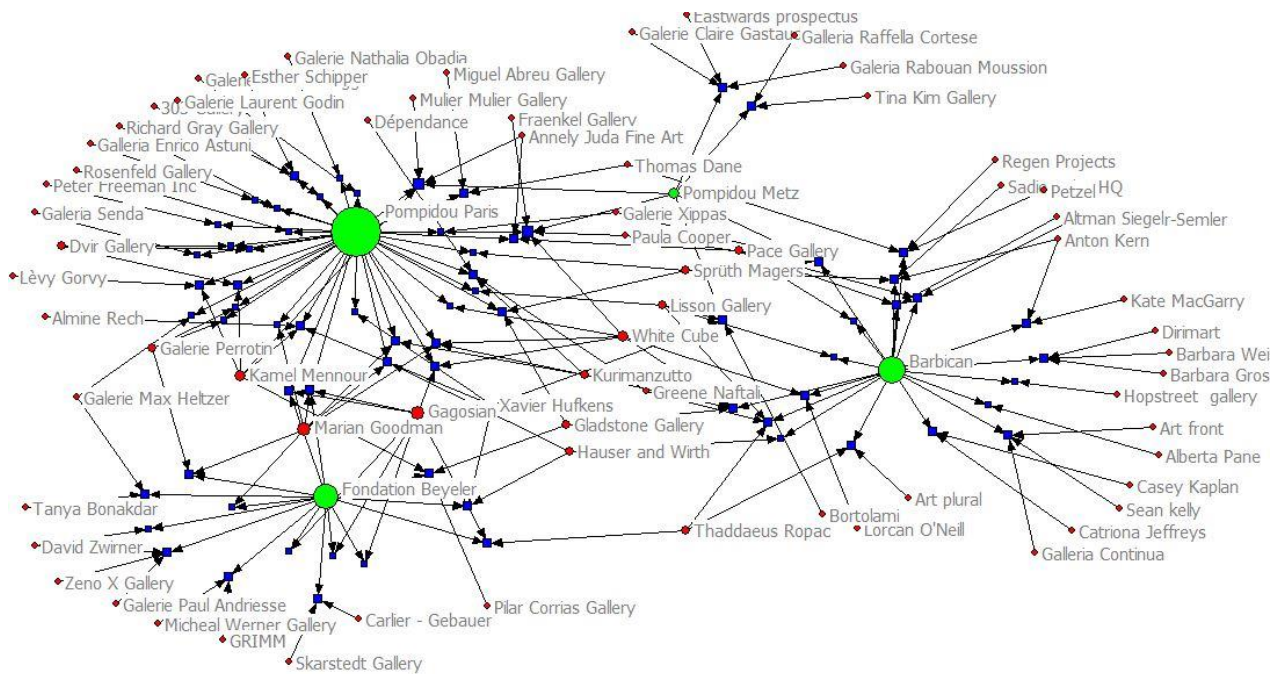 Eastwards prospectus
Galerie Claire Gastaud
Galleria Raffella Cortese
Galerie Nathalia Obadia
Galerie
Esther Schipper
Miguel Abreu Gallery
Galeria Rabouan Moussion
Galerie Laurent Godin
Mulier Mulier Gallery
Tina Kim Gallery
303 Gallery
Dépendance
Fraenkel Gallery
Richard Gray Gallery
Annely Juda Fine Art
Galleria Enrico Astuni
Thomas Dane
Regen Projects
Rosenfeld Gallery
Peter Freeman Inc
Pompidou Metz
HQ
Petzel
Galeria Senda
Pompidou Paris
Galerie Xippas
Altman Siegelr-Semler
Paula Cooper
Anton Kern
Dvir Gallery
Pace Gallery
Lèvy Gorvy
Sprüth Magers
Lisson Gallery
Kate MacGarry
Almine Rech
Dirimart
Galerie Perrotin
White Cube
Barbican
Barbara Wei
Kamel Mennour
Kurimanzutto
Barbara Gros
Galerie Max Heltzer
Greene Naftali
Hopstreet gallery
Gagosian
Xavier Hufkens
Marian Goodman
Gladstone Gallery
Art front
Hauser and Wirth
Alberta Pane
Fondation Beyeler
Casey Kaplan
Tanya Bonakdar
Art plural
Sean kelly
Bortolami
Thaddaeus Ropac
Lorcan O'Neil
Catriona Jeffreys
David Zwirner
Galleria Continua
Zeno X Gallery
Galerie Paul Andriesse
Pilar Corrias Gallery
Micheal Werner Gallery
Carlier - Gebauer
GRIMM
Skarstedt Gallery